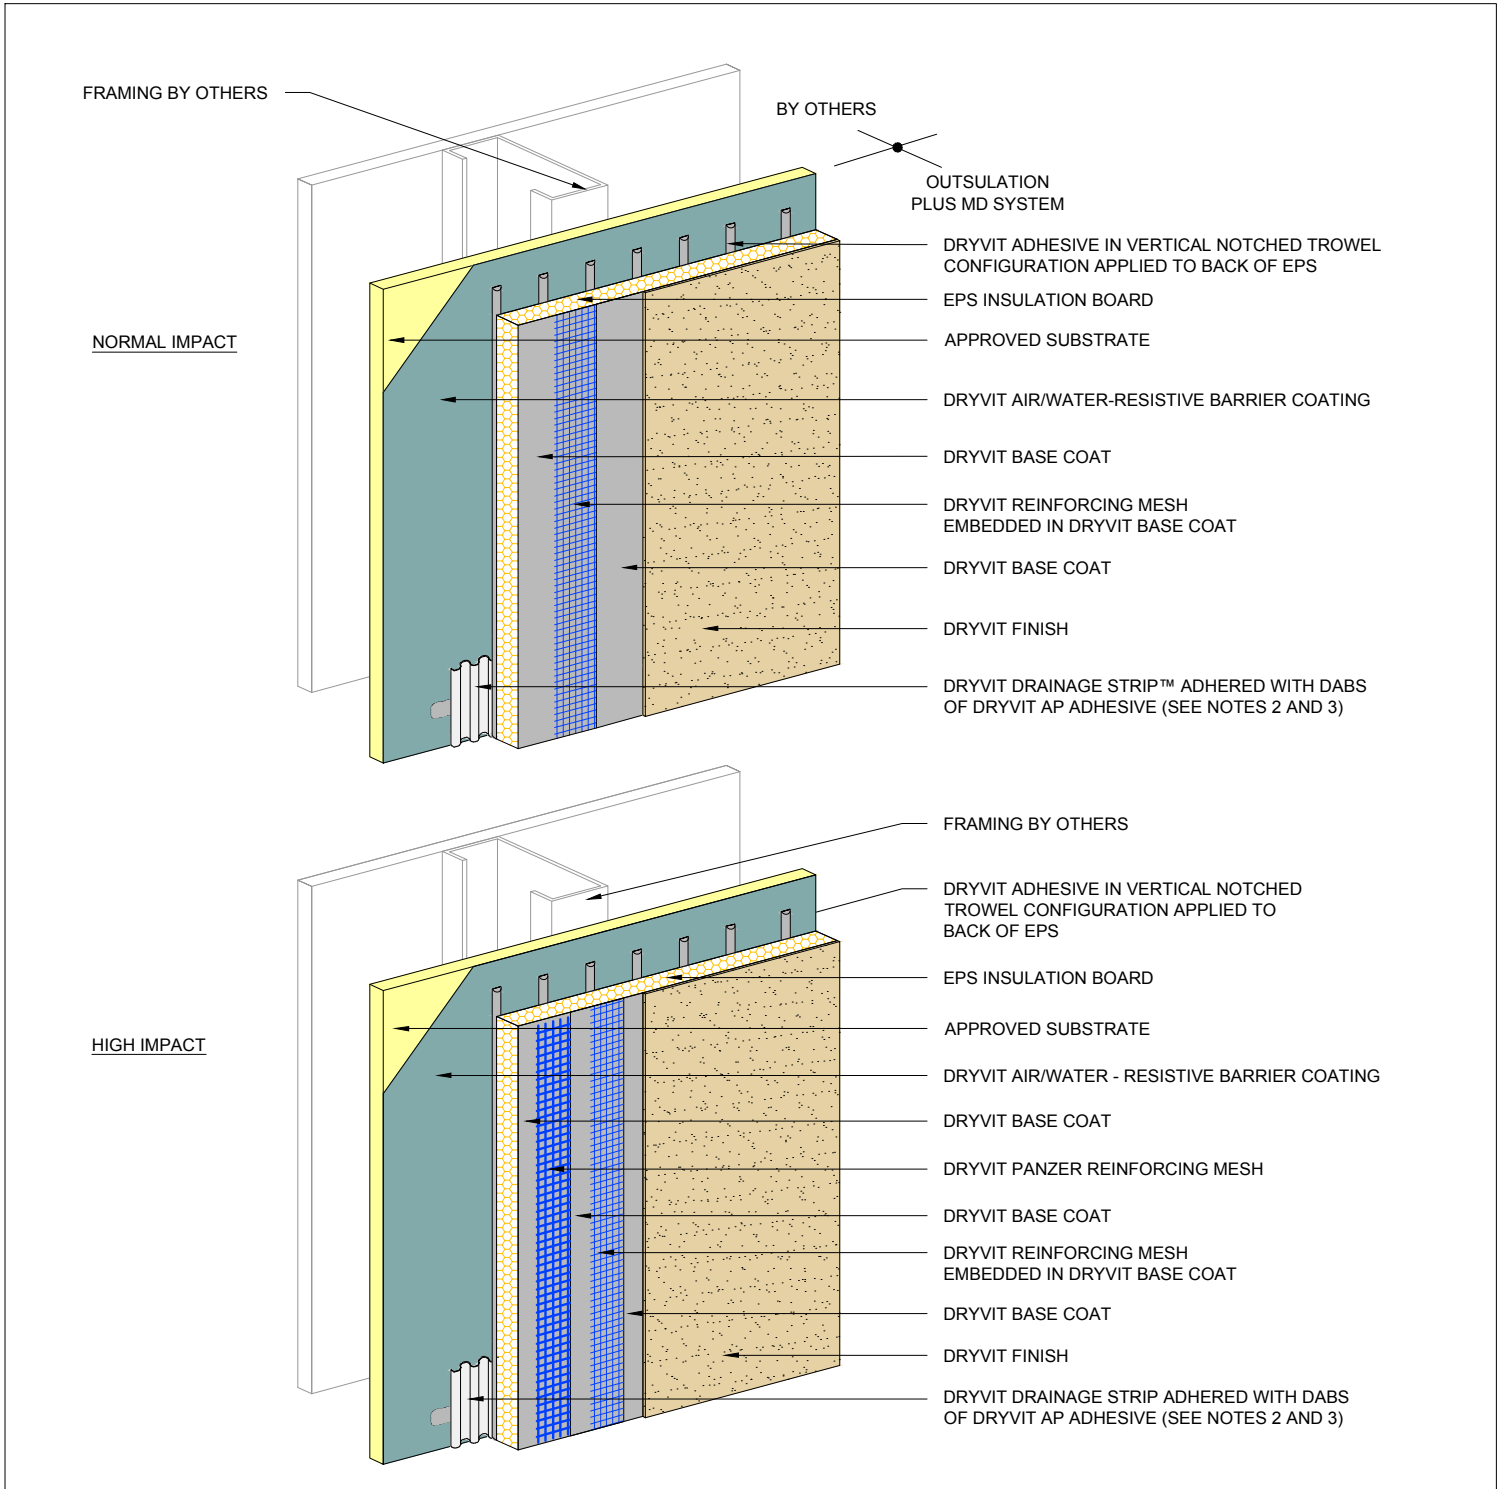 FRAMING BY OTHERS
BY OTHERS
OUTSULATION
PLUS MD SYSTEM
DRYVIT ADHESIVE IN VERTICAL NOTCHED TROWEL
CONFIGURATION APPLIED TO BACK OF EPS
EPS INSULATION BOARD
NORMAL IMPACT
APPROVED SUBSTRATE
DRYVIT AIR/WATER-RESISTIVE BARRIER COATING
DRYVIT BASE COAT
DRYVIT REINFORCING MESH
EMBEDDED IN DRYVIT BASE COAT
DRYVIT BASE COAT
DRYVIT FINISH
DRYVIT DRAINAGE STRIP™ ADHERED WITH DABS
OF DRYVIT AP ADHESIVE (SEE NOTES 2 AND 3)
FRAMING BY OTHERS
DRYVIT ADHESIVE IN VERTICAL NOTCHED
TROWEL CONFIGURATION APPLIED TO
BACK OF EPS
EPS INSULATION BOARD
APPROVED SUBSTRATE
HIGH IMPACT
DRYVIT AIR/WATER - RESISTIVE BARRIER COATING
DRYVIT BASE COAT
DRYVIT PANZER REINFORCING MESH
DRYVIT BASE COAT
DRYVIT REINFORCING MESH
EMBEDDED IN DRYVIT BASE COAT
DRYVIT BASE COAT
DRYVIT FINISH
DRYVIT DRAINAGE STRIP ADHERED WITH DABS
OF DRYVIT AP ADHESIVE (SEE NOTES 2 AND 3)